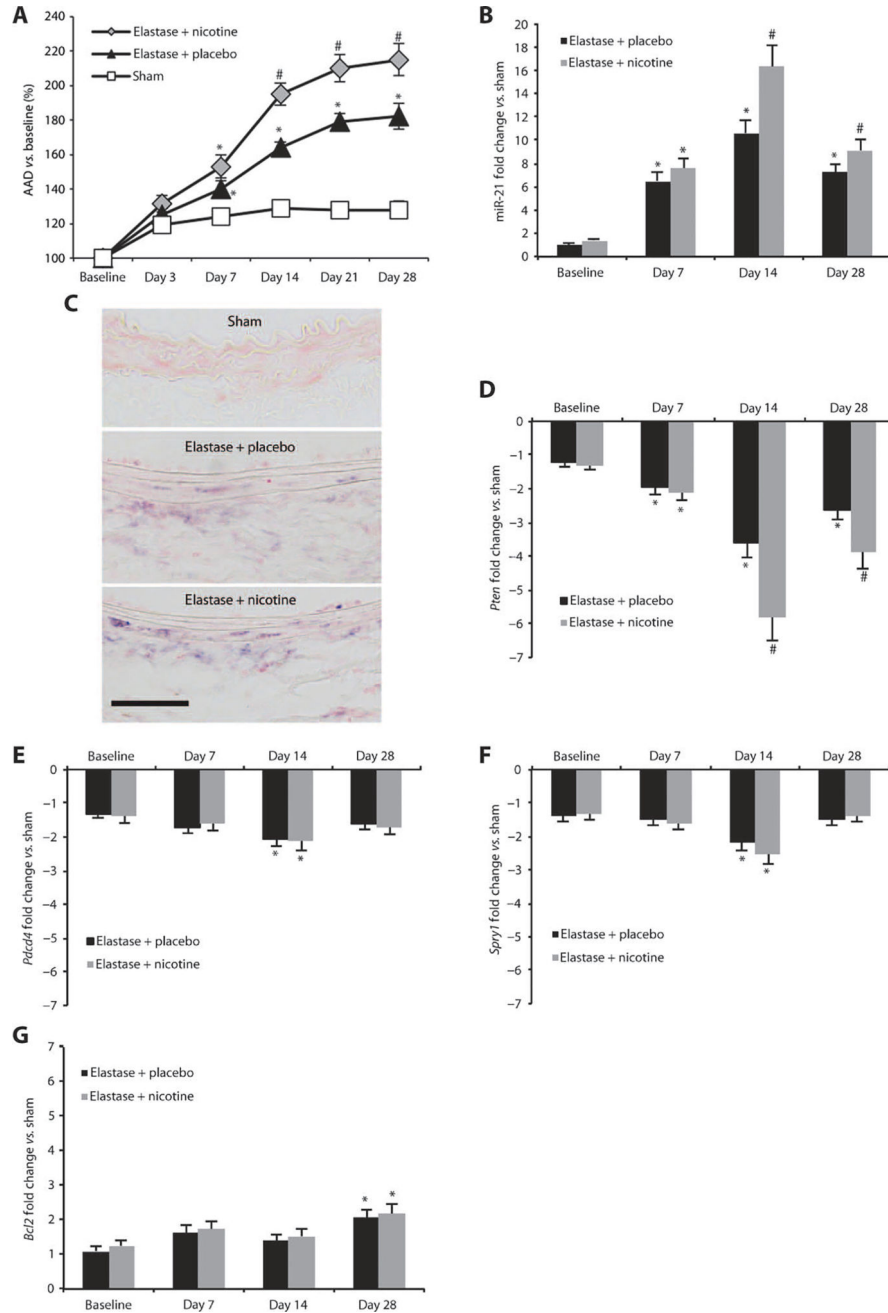 A
AAD vs. baseline (%)
240
220
200
180
160
140
120
100
Elastase + nicotine
Elastase + placebo
Sham
* # # #
* * * *
Baseline Day 3 Day 7 Day 14 Day 21 Day 28
B
miR-21 fold change vs. sham
20
18
16
14
12
10
8
6
4
2
0
Elastase + placebo
Elastase + nicotine
* * * # * #
Baseline Day 7 Day 14 Day 28
C
Sham
Elastase + placebo
Elastase + nicotine
D
Pten fold change vs. sham
Baseline Day 7 Day 14 Day 28
0
−1
−2
−3
−4
−5
−6
−7
* * * # * #
Elastase + placebo
Elastase + nicotine
E
Pdcd4 fold change vs. sham
Baseline Day 7 Day 14 Day 28
0
−1
−2
−3
−4
−5
−6
−7
* *
Elastase + placebo
Elastase + nicotine
F
Spry1 fold change vs. sham
Baseline Day 7 Day 14 Day 28
0
−1
−2
−3
−4
−5
−6
−7
* *
Elastase + placebo
Elastase + nicotine
G
Bcl2 fold change vs. sham
7
6
5
4
3
2
1
0
Elastase + placebo
Elastase + nicotine
* *
Baseline Day 7 Day 14 Day 28